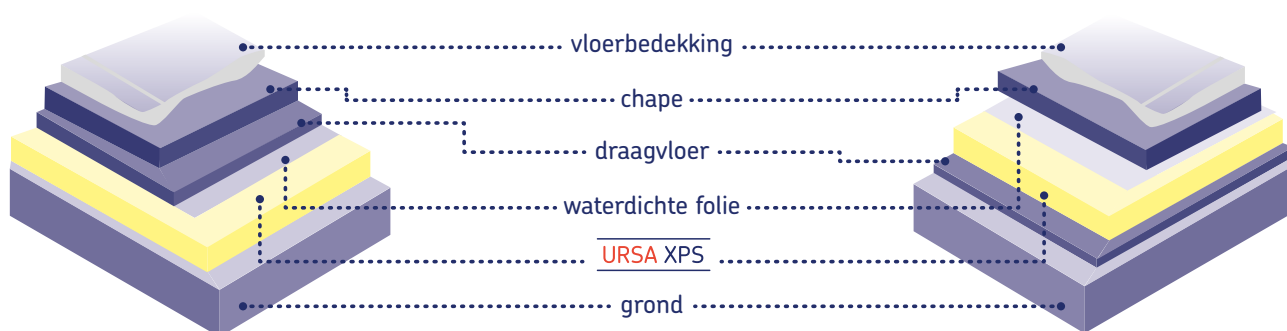 vloerbedekking
chape
draagvloer
waterdichte folie
URSA XPS
grond